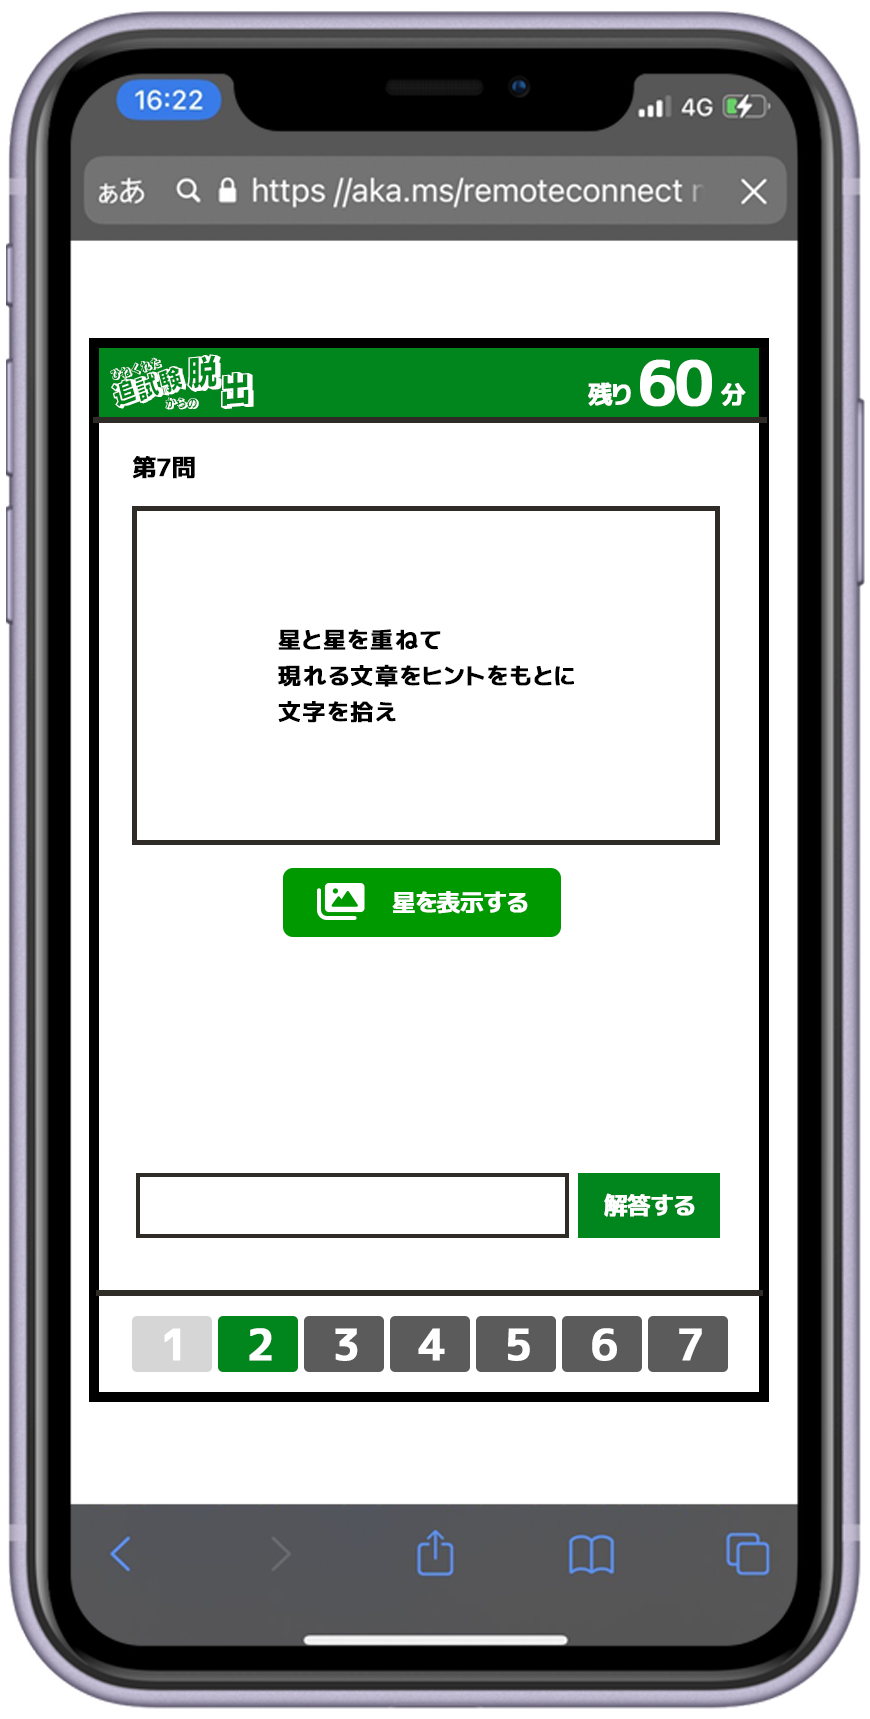 16:22
4G
ぁあ
https //aka.ms/remoteconnect
ひねくれた
追試験
からの
脱出
残り60分
第7問
星と星を重ねて
現れる文章をヒントをもとに
文字を拾え
星を表示する
解答する
1 2 3 4 5 6 7